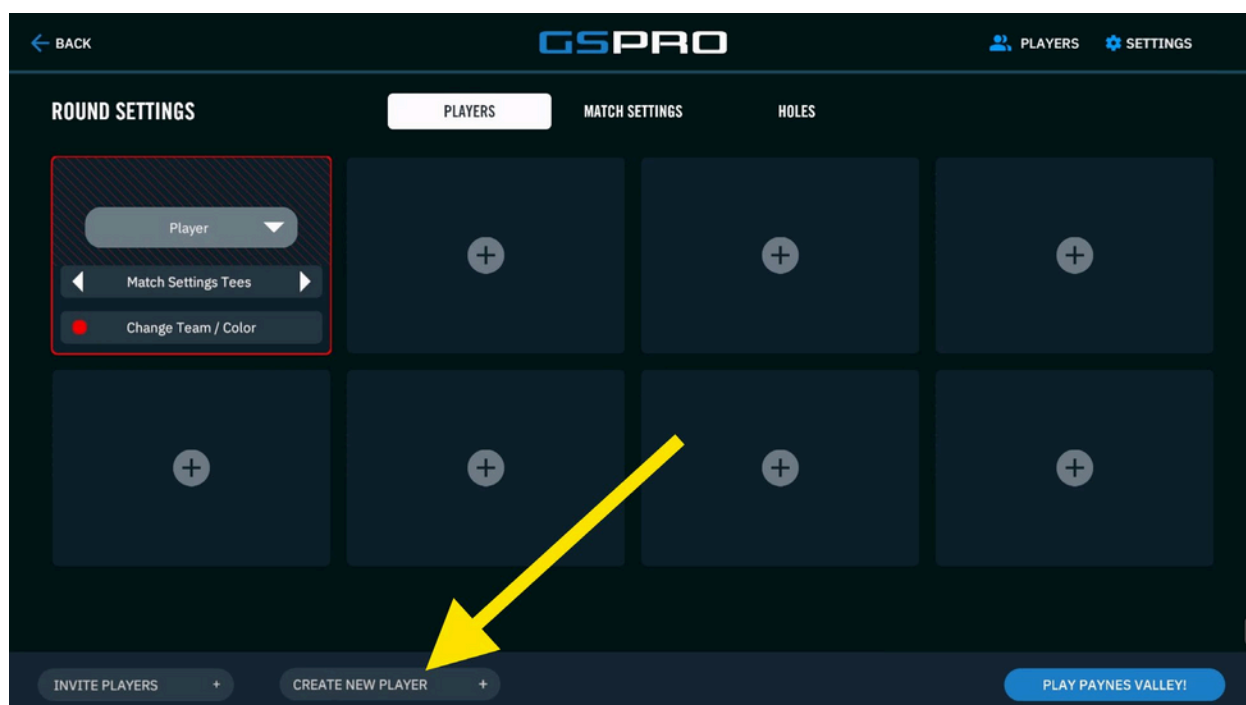 BACK
GSPRO
PLAYERS
SETTINGS
ROUND SETTINGS
PLAYERS
MATCH SETTINGS
HOLES
Player
Match Settings Tees
Change Team / Color
INVITE PLAYERS +
CREATE NEW PLAYER +
PLAY PAYNES VALLEY!